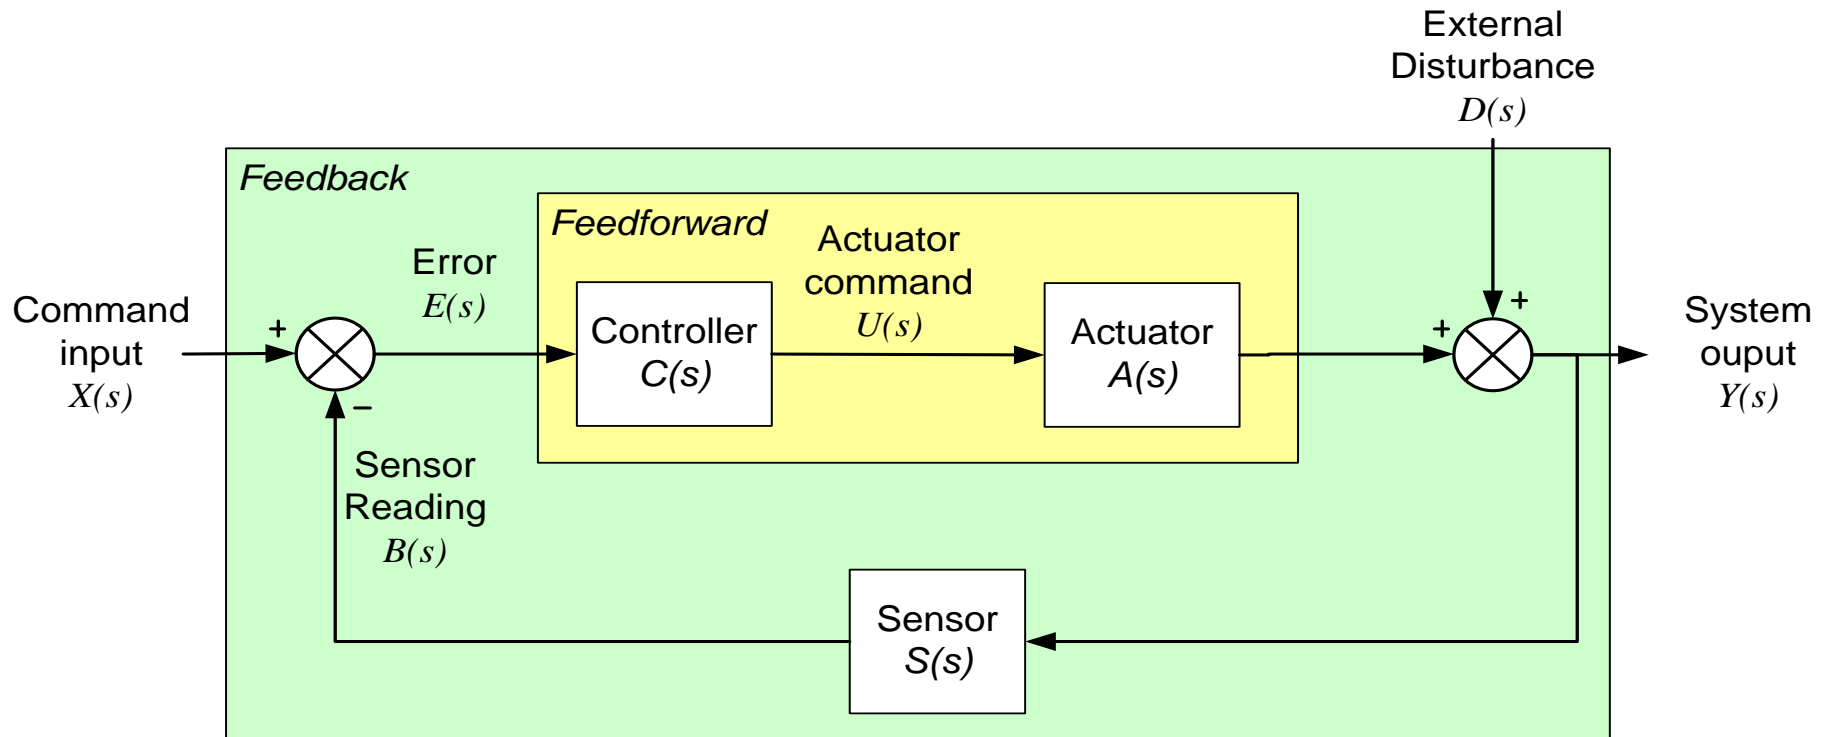 External
Disturbance
D(s)
Feedback
Feedforward
Error
E(s)
Actuator
command
U(s)
Command
input
X(s)
+
Controller
C(s)
Actuator
A(s)
+
+
System
ouput
Y(s)
−
Sensor
Reading
B(s)
Sensor
S(s)